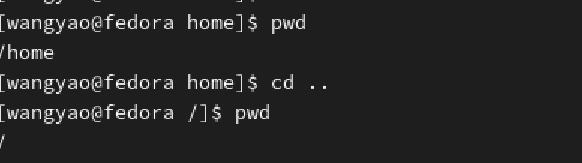 [wangyao@fedora home]$ pwd
/home
[wangyao@fedora home]$ cd ..
[wangyao@fedora /]$ pwd
/